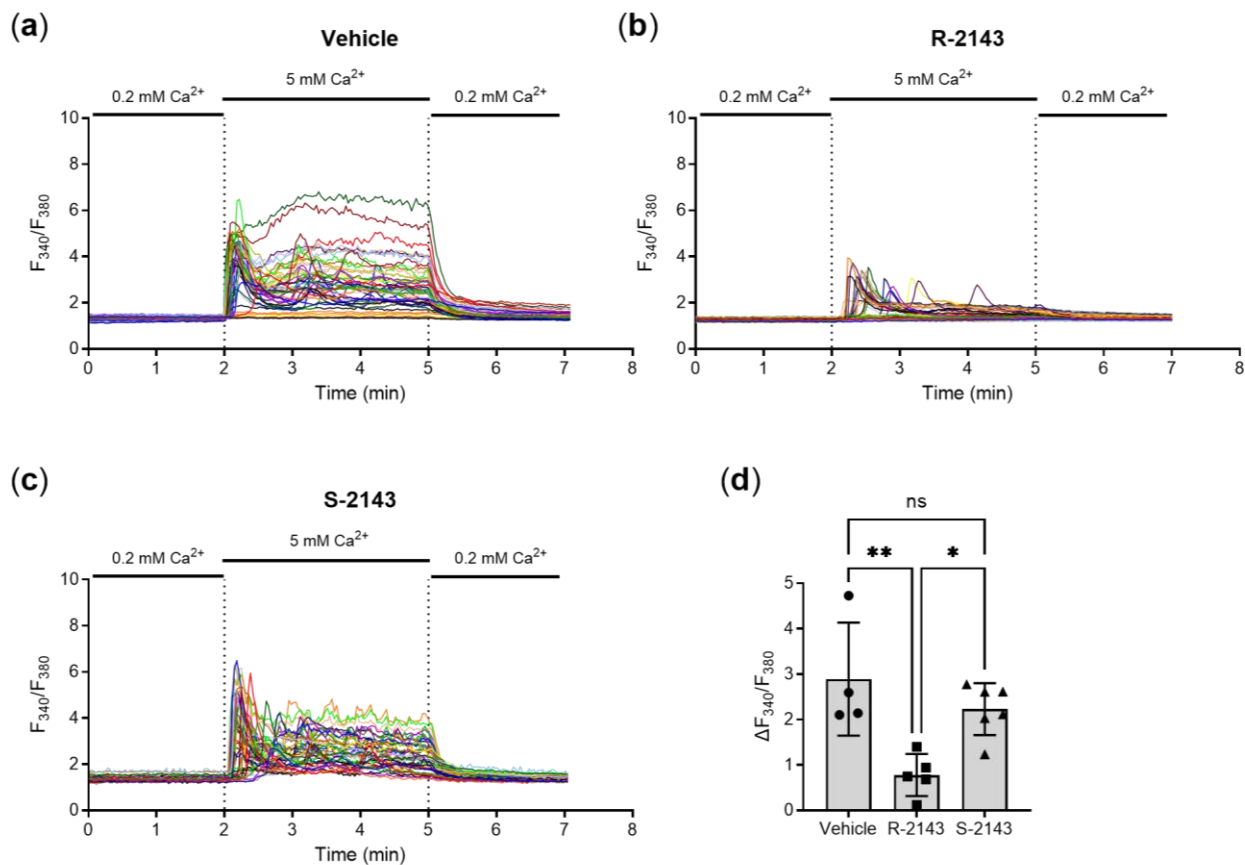 (a)
Vehicle
0.2 mM Ca²⁺
5 mM Ca²⁺
0.2 mM Ca²⁺
10
8
6
4
2
0
F₃₄₀/F₃₈₀
0 1 2 3 4 5 6 7 8
Time (min)
(b)
R-2143
0.2 mM Ca²⁺
5 mM Ca²⁺
0.2 mM Ca²⁺
10
8
6
4
2
0
F₃₄₀/F₃₈₀
0 1 2 3 4 5 6 7 8
Time (min)
(c)
S-2143
0.2 mM Ca²⁺
5 mM Ca²⁺
0.2 mM Ca²⁺
10
8
6
4
2
0
F₃₄₀/F₃₈₀
0 1 2 3 4 5 6 7 8
Time (min)
(d)
ns
** *
5
4
3
2
1
0
ΔF₃₄₀/F₃₈₀
Vehicle R-2143 S-2143